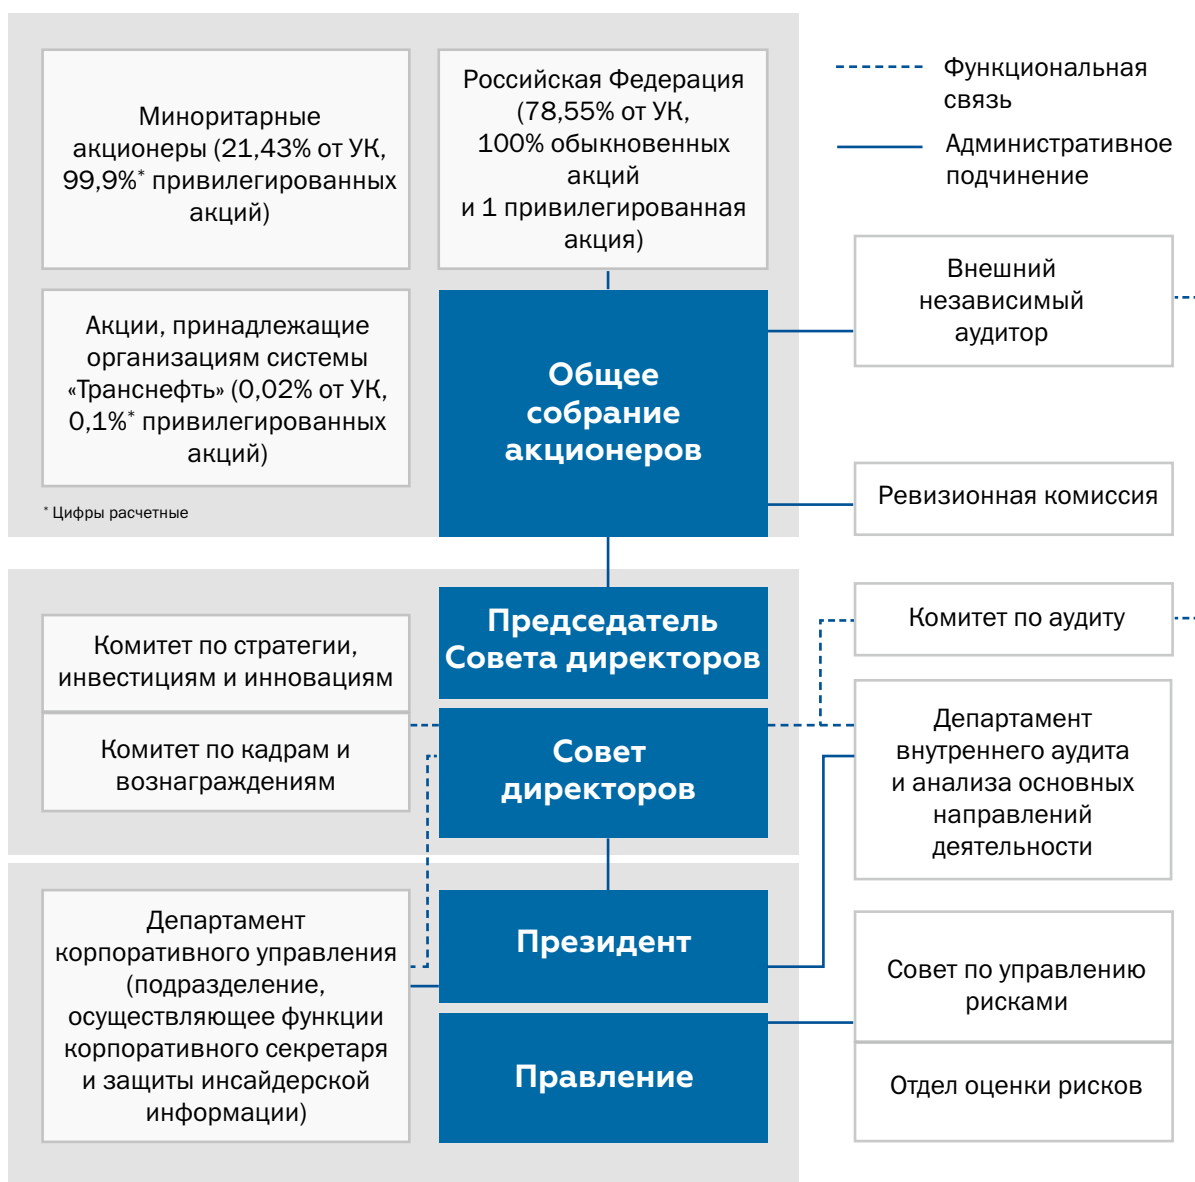 Миноритарные
акционеры (21,43% от УК,
99,9%* привилегированных
акций)
Российская Федерация
(78,55% от УК,
100% обыкновенных
акций
и 1 привилегированная
акция)
Функциональная
связь
Административное
подчинение
Акции, принадлежащие
организациям системы
«Транснефть» (0,02% от УК,
0,1%* привилегированных
акций)
* Цифры расчетные
Общее
собрание
акционеров
Внешний
независимый
аудитор
Ревизионная комиссия
Комитет по стратегии,
инвестициям и инновациям
Комитет по кадрам и
вознаграждениям
Председатель
Совета директоров
Совет
директоров
Комитет по аудиту
Департамент
внутреннего аудита
и анализа основных
направлений
деятельности
Департамент
корпоративного управления
(подразделение,
осуществляющее функции
корпоративного секретаря
и защиты инсайдерской
информации)
Президент
Правление
Совет по управлению
рисками
Отдел оценки рисков